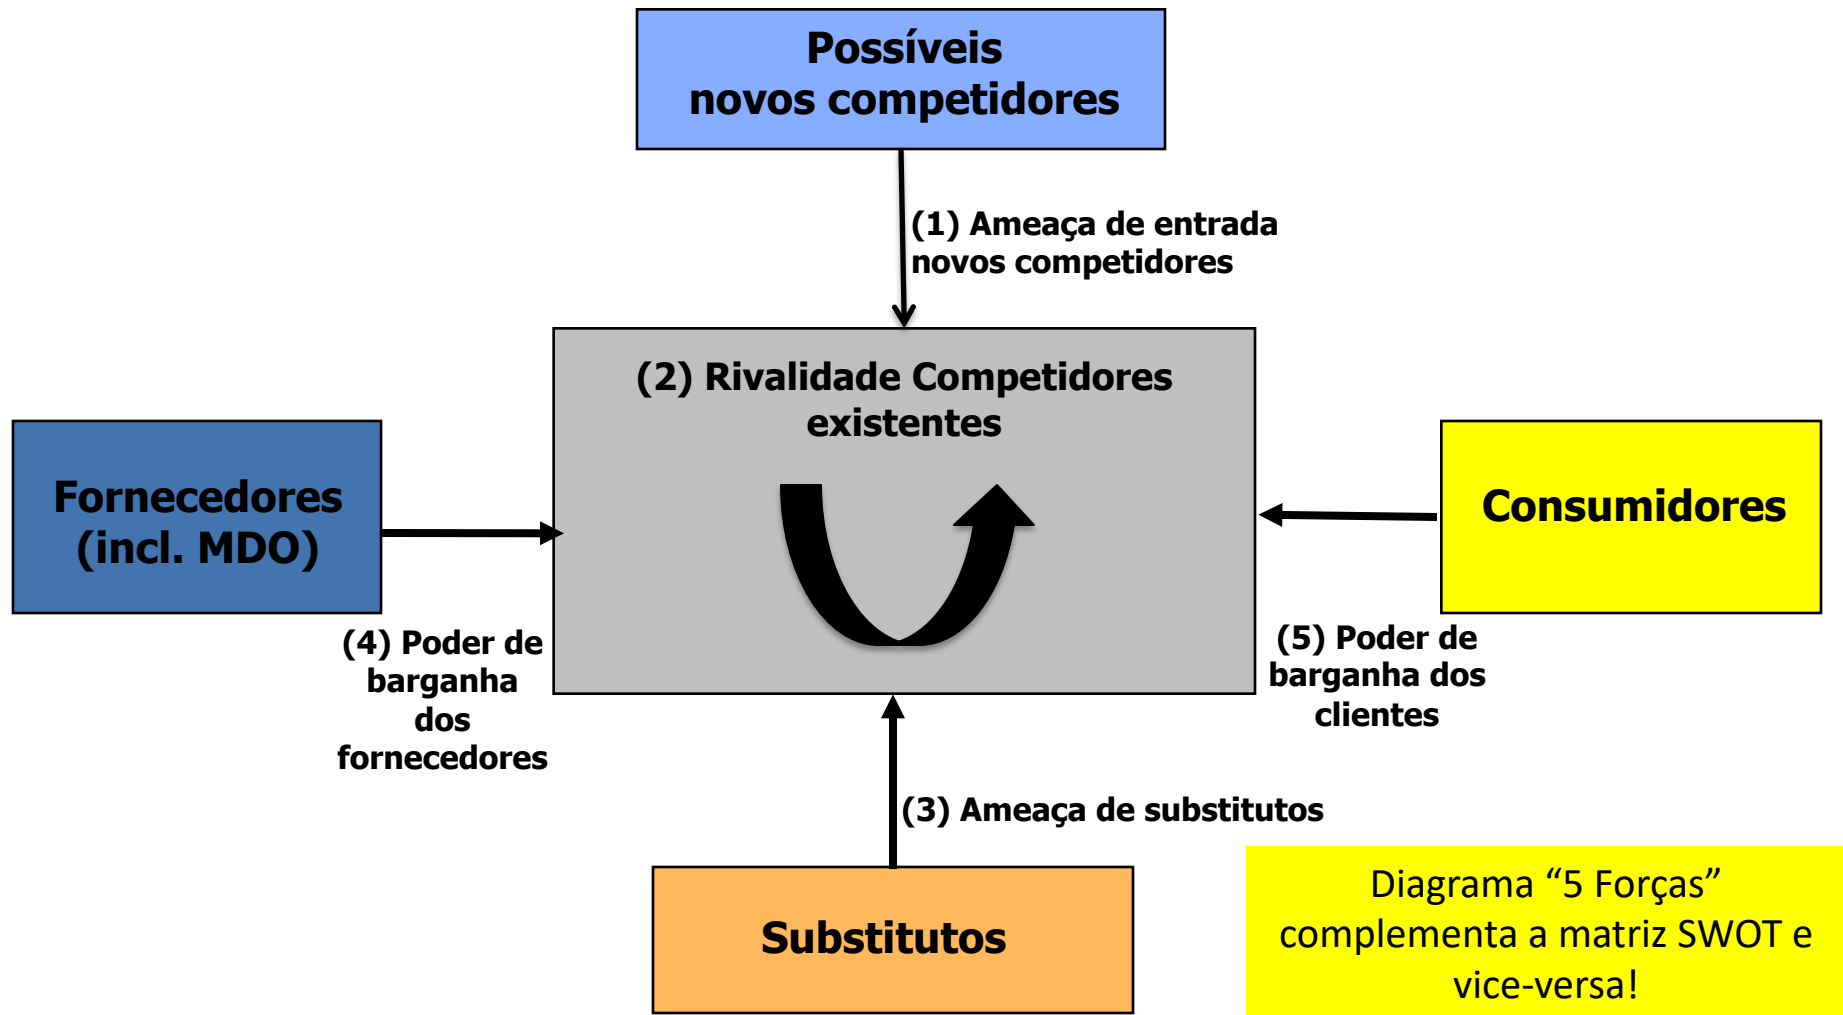 Possíveis
novos competidores
(1) Ameaça de entrada
novos competidores
(2) Rivalidade Competidores
existentes
Fornecedores
(incl. MDO)
Consumidores
(4) Poder de
barganha
dos
fornecedores
(5) Poder de
barganha dos
clientes
(3) Ameaça de substitutos
Substitutos
Diagrama “5 Forças”
complementa a matriz SWOT e
vice-versa!